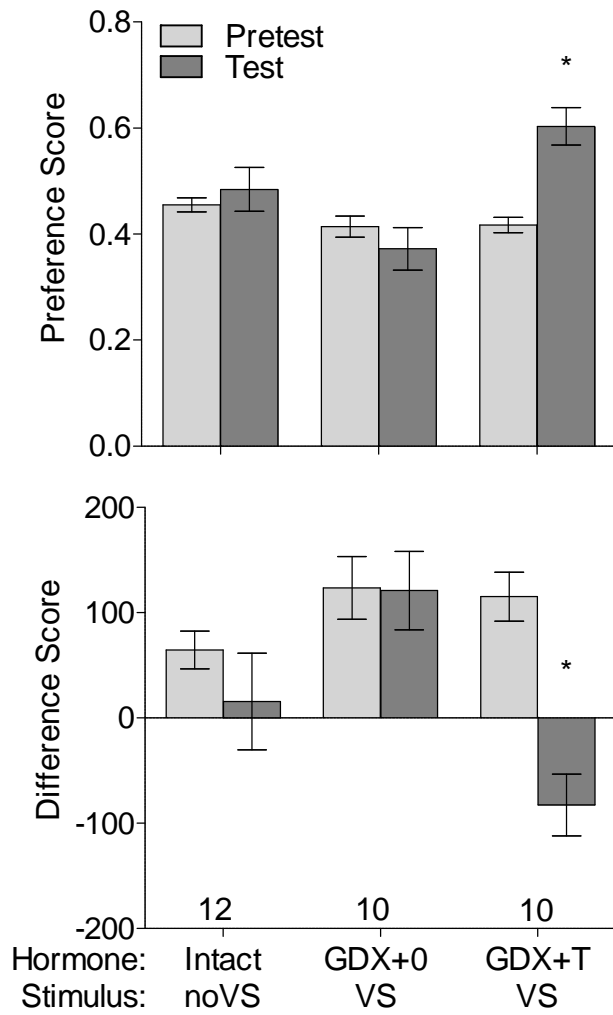 0.8
Pretest
Test
*
0.6
0.4
0.2
0.0
Preference Score
200
100
*
0
-100
-200
Difference Score
12 10 10
Hormone: Intact GDX+0 GDX+T
Stimulus: noVS VS VS